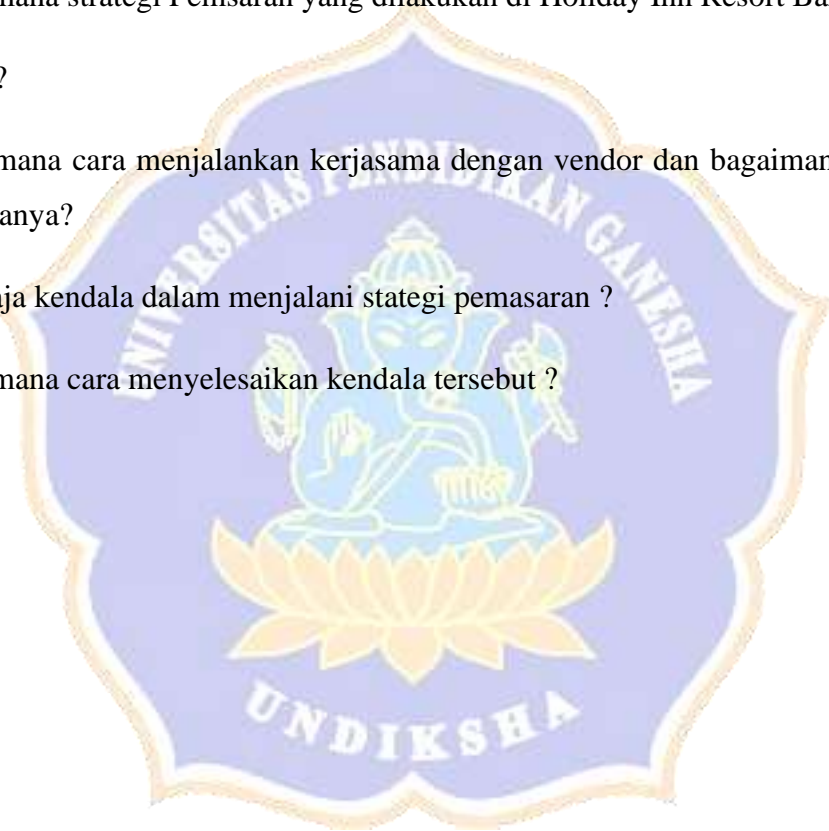 mana strategi Pemsaran yang dilakukan di Holiday Inn Resort Ba
?
mana cara menjalankan kerjasama dengan vendor dan bagaiman
anya?
aja kendala dalam menjalani stategi pemasaran ?
mana cara menyelesaikan kendala tersebut ?
UNIVERSITAS PENDIDIKAN GANESHA
UNDIKSHA